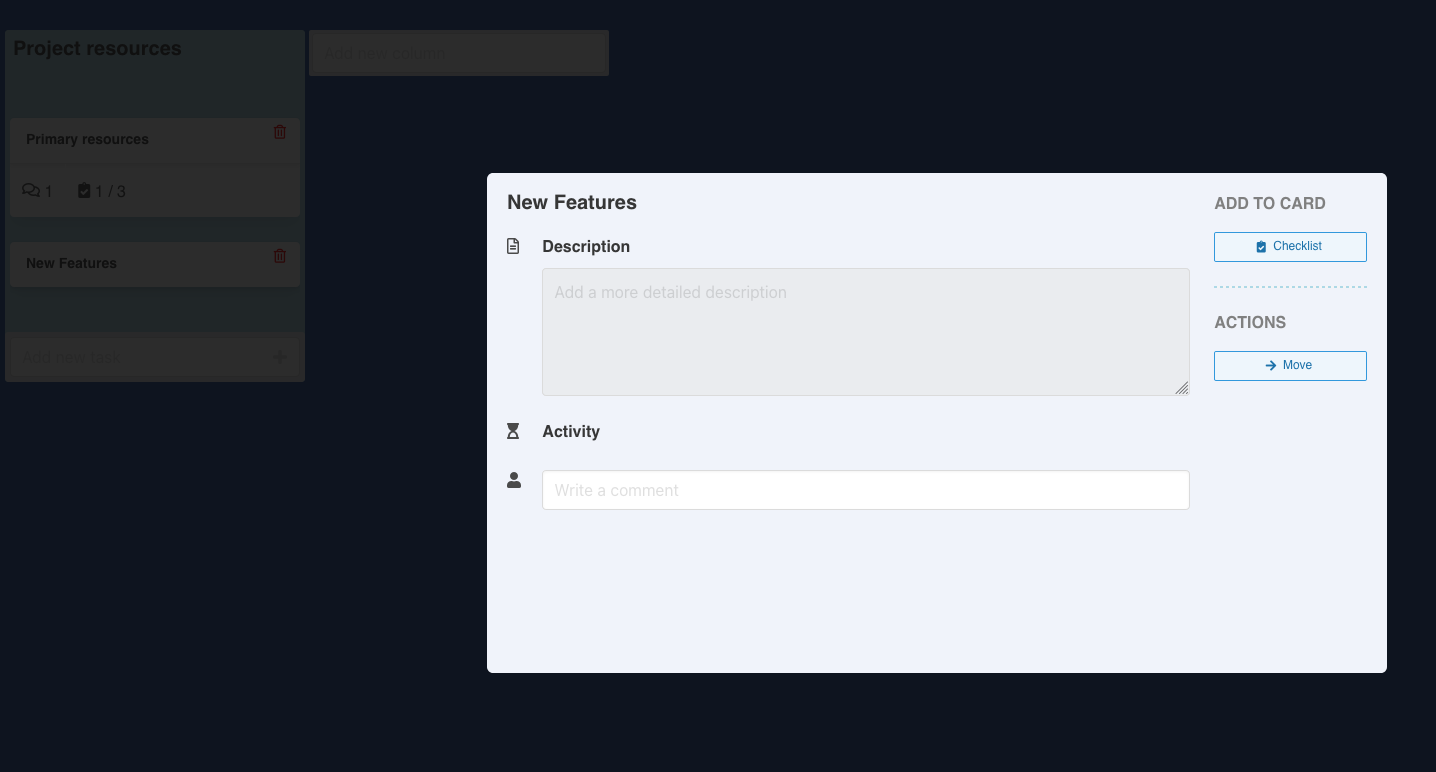 Project resources
Add new column
Primary resources
1
1 / 3
New Features
Add new task
New Features
Description
Add a more detailed description
Activity
Write a comment
ADD TO CARD
Checklist
ACTIONS
Move